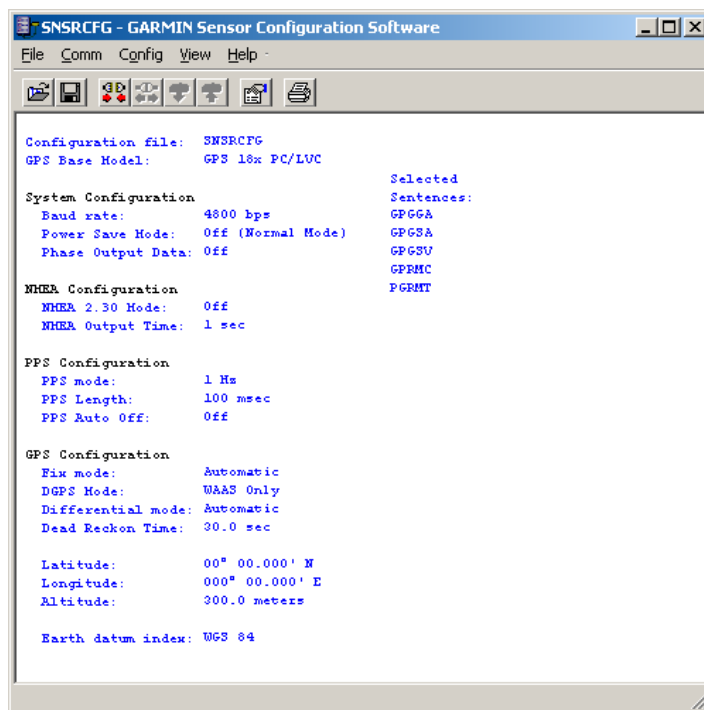 SNSRCFG - GARMIN Sensor Configuration Software
File Comm Config View Help
Configuration file: SNSRCFG
GPS Base Model: GPS 18x PC/LVC
Selected
System Configuration Sentences:
Baud rate: 4800 bps GPGGA
Power Save Mode: Off (Normal Mode) GPGSA
Phase Output Data: Off GPGSV
GPRMC
NMEA Configuration PGRMT
NMEA 2.30 Mode: Off
NMEA Output Time: 1 sec
PPS Configuration
PPS mode: 1 Hz
PPS Length: 100 msec
PPS Auto Off: Off
GPS Configuration
Fix mode: Automatic
DGPS Mode: WAAS Only
Differential mode: Automatic
Dead Reckon Time: 30.0 sec
Latitude: 00° 00.000' N
Longitude: 000° 00.000' E
Altitude: 300.0 meters
Earth datum index: WGS 84